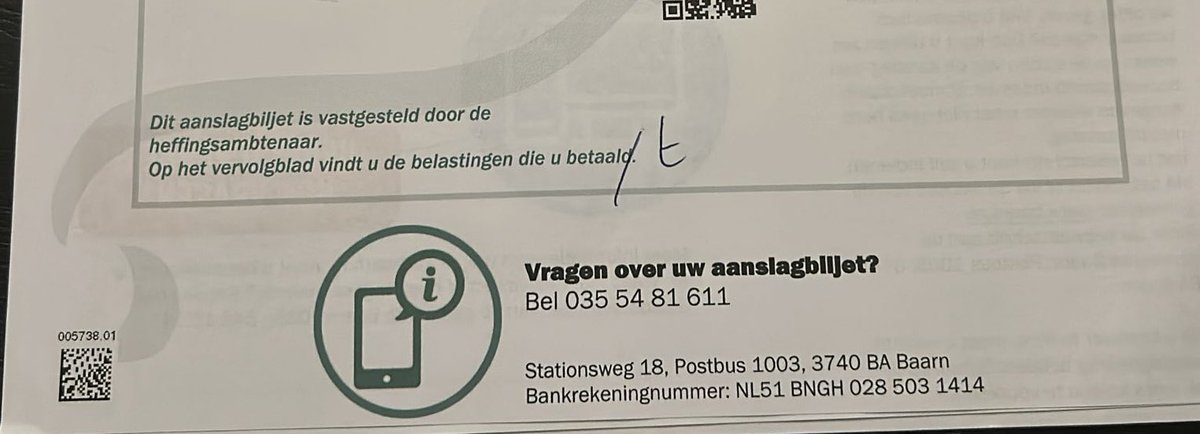 Dit aanslagbiljet is vastgesteld door de
heffingsambtenaar.
Op het vervolgblad vindt u de belastingen die u betaald. t
i
Vragen over uw aanslagbiljet?
Bel 035 54 81 611
005738.01
Stationsweg 18, Postbus 1003, 3740 BA Baarn
Bankrekeningnummer: NL51 BNGH 028 503 1414